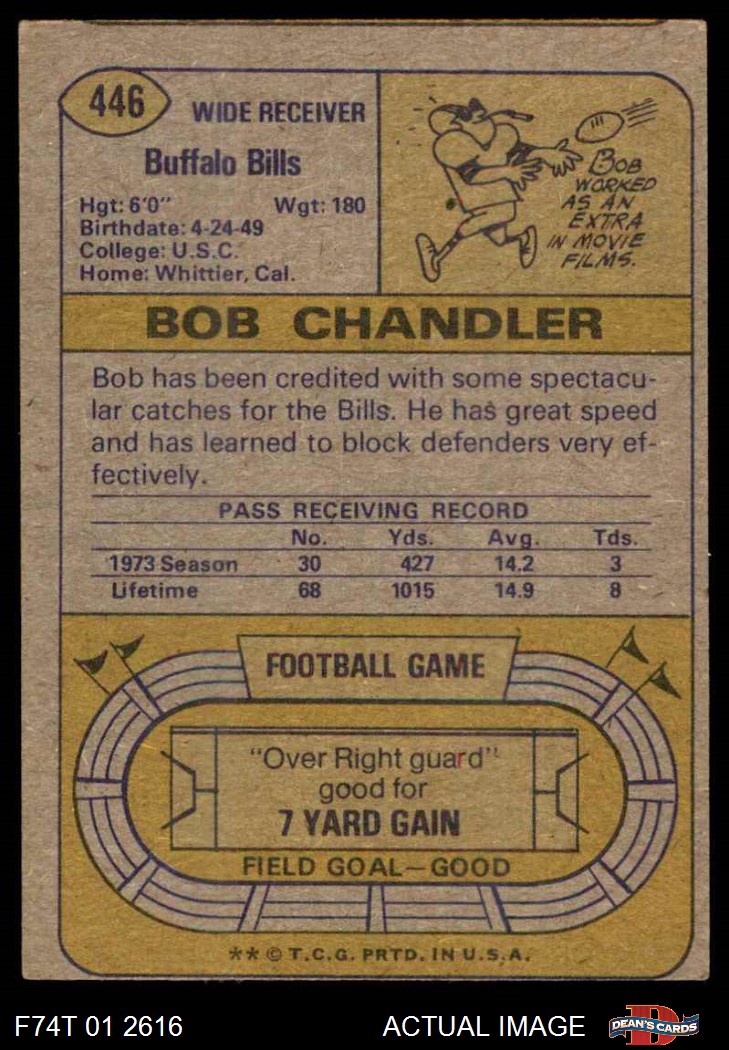 446
WIDE RECEIVER
Buffalo Bills
Hgt: 6'0" Wgt: 180
Birthdate: 4-24-49
College: U.S.C.
Home: Whittier, Cal.
BOB
WORKED
AS AN
EXTRA
IN MOVIE
FILMS.
BOB CHANDLER
Bob has been credited with some spectacu-
lar catches for the Bills. He has great speed
and has learned to block defenders very ef-
fectively.
PASS RECEIVING RECORD
No. Yds. Avg. Tds.
1973 Season 30 427 14.2 3
Lifetime 68 1015 14.9 8
FOOTBALL GAME
"Over Right guard"
good for
7 YARD GAIN
FIELD GOAL—GOOD
** © T.C.G. PRTD. IN U.S.A.
F74T 01 2616 ACTUAL IMAGE
D
DEAN'S CARDS